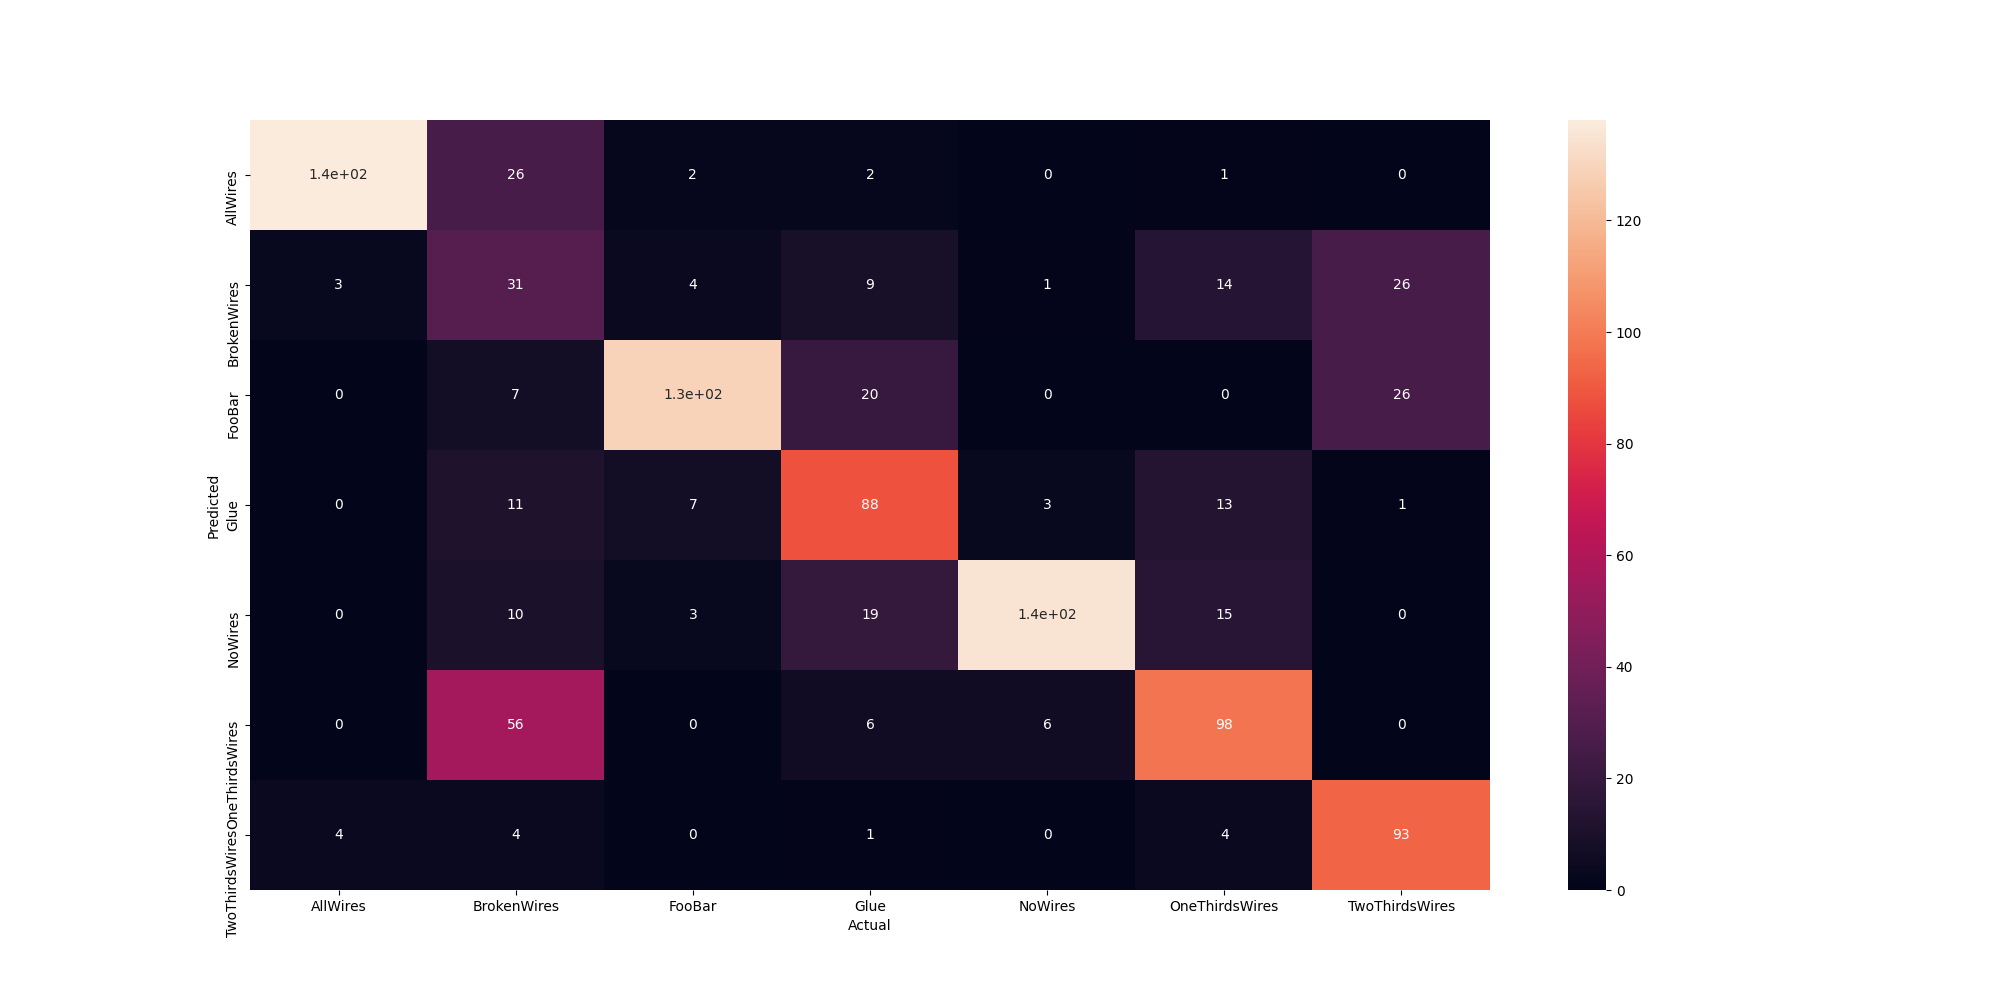 AllWires 1.4e+02 26 2 2 0 1 0
BrokenWires 3 31 4 9 1 14 26
FooBar 0 7 1.3e+02 20 0 0 26
Predicted
Glue 0 11 7 88 3 13 1
NoWires 0 10 3 19 1.4e+02 15 0
OneThirdsWires 0 56 0 6 6 98 0
TwoThirdsWires 4 4 0 1 0 4 93
AllWires BrokenWires FooBar Glue NoWires OneThirdsWires TwoThirdsWires
Actual
120
100
80
60
40
20
0